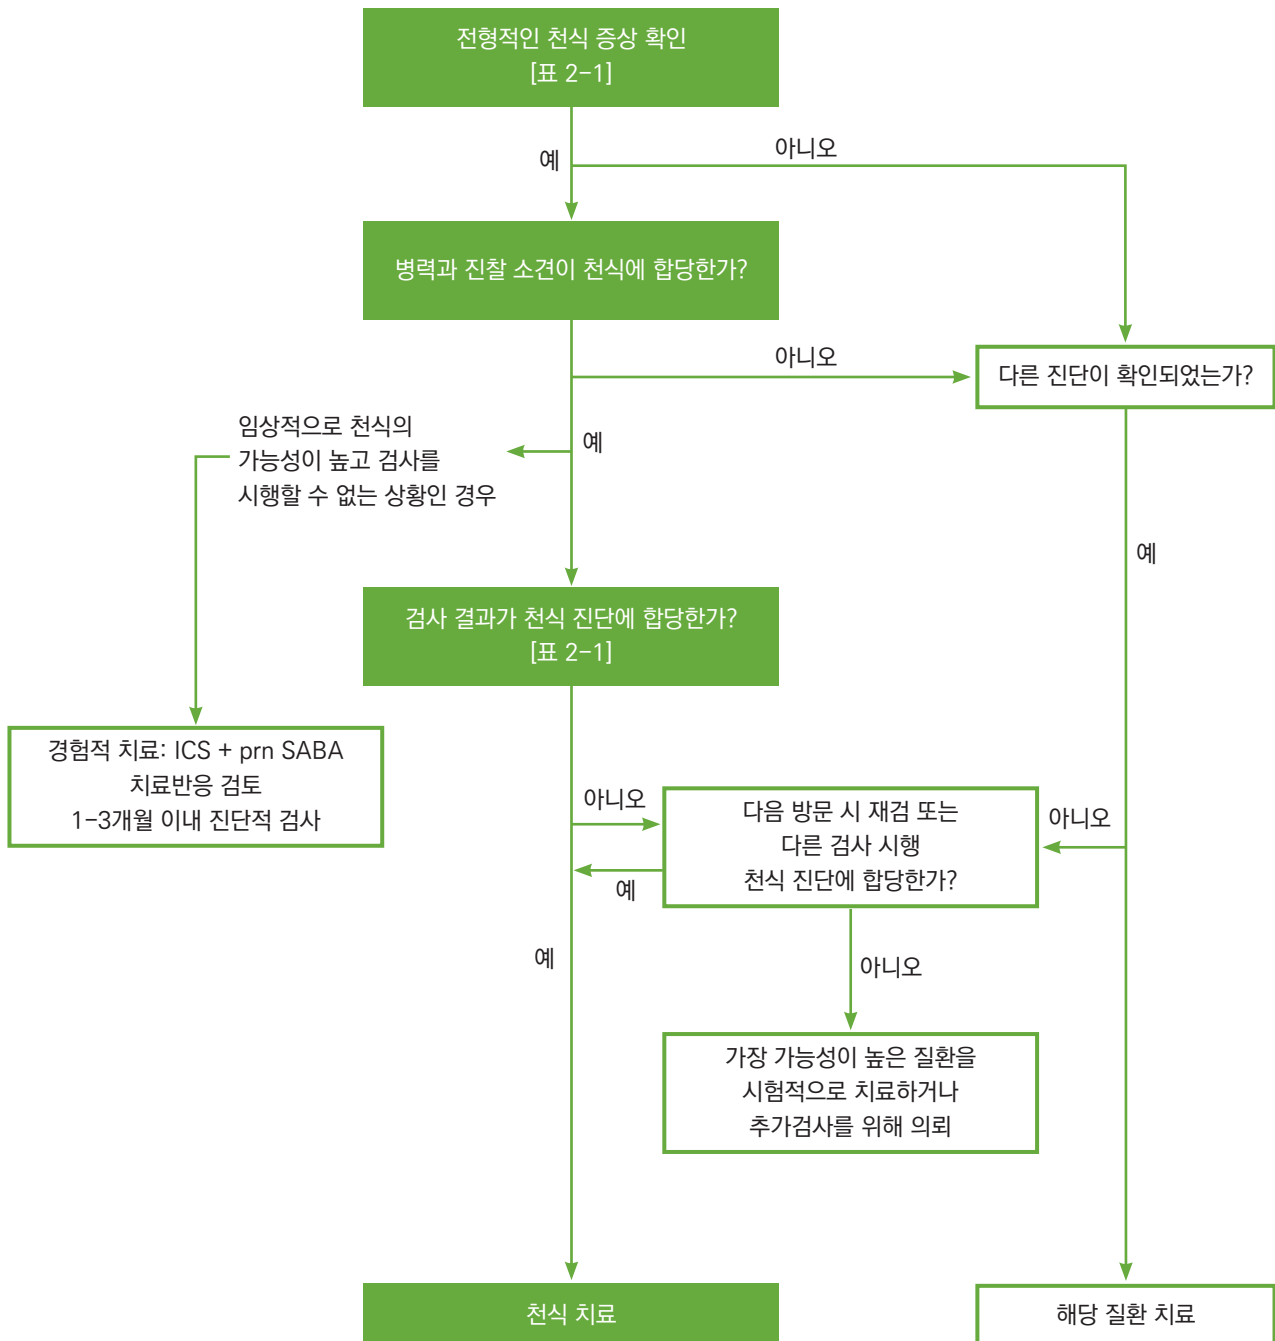 전형적인 천식 증상 확인
[표 2-1]
예
아니오
병력과 진찰 소견이 천식에 합당한가?
아니오
다른 진단이 확인되었는가?
임상적으로 천식의
가능성이 높고 검사를
시행할 수 없는 상황인 경우
예
예
검사 결과가 천식 진단에 합당한가?
[표 2-1]
경험적 치료: ICS + prn SABA
치료반응 검토
1-3개월 이내 진단적 검사
아니오
다음 방문 시 재검 또는
다른 검사 시행
천식 진단에 합당한가?
아니오
예
예
아니오
가장 가능성이 높은 질환을
시험적으로 치료하거나
추가검사를 위해 의뢰
천식 치료
해당 질환 치료